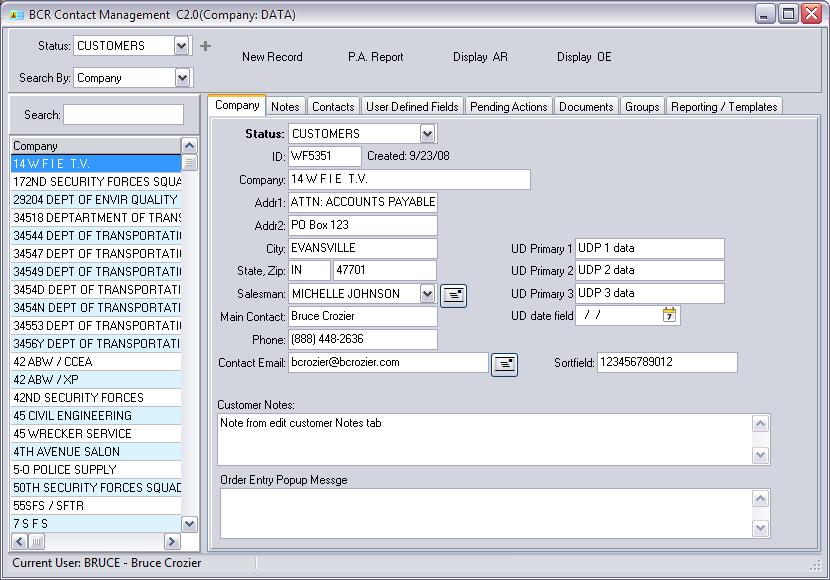 BCR Contact Management C2.0(Company: DATA)
Status: CUSTOMERS
New Record P.A. Report Display AR Display OE
Search By: Company
Search:
Company
14 W F I E T.V.
172ND SECURITY FORCES SQUA
29204 DEPT OF ENVIR QUALITY
34518 DEPTARTMENT OF TRANS
34544 DEPT OF TRANSPORTATI
34547 DEPT OF TRANSPORTATI
34549 DEPT OF TRANSPORTATI
3454D DEPT OF TRANSPORTATI
3454N DEPT OF TRANSPORTATI
34553 DEPT OF TRANSPORTATI
3456Y DEPT OF TRANSPORTATI
42 ABW / CCEA
42 ABW / XP
42ND SECURITY FORCES
45 CIVIL ENGINEERING
45 WRECKER SERVICE
4TH AVENUE SALON
5-0 POLICE SUPPLY
50TH SECURITY FORCES SQUAD
55SFS / SFTR
7 S F S
Company Notes Contacts User Defined Fields Pending Actions Documents Groups Reporting / Templates
Status: CUSTOMERS
ID: WF5351 Created: 9/23/08
Company: 14 W F I E T.V.
Addr1: ATTN: ACCOUNTS PAYABLE
Addr2: PO Box 123
City: EVANSVILLE
State, Zip: IN 47701
Salesman: MICHELLE JOHNSON
Main Contact: Bruce Crozier
Phone: (888) 448-2636
Contact Email: bcrozier@bcrozier.com
UD Primary 1 UDP 1 data
UD Primary 2 UDP 2 data
UD Primary 3 UDP 3 data
UD date field / / 7
Sortfield: 123456789012
Customer Notes:
Note from edit customer Notes tab
Order Entry Popup Messge
Current User: BRUCE - Bruce Crozier